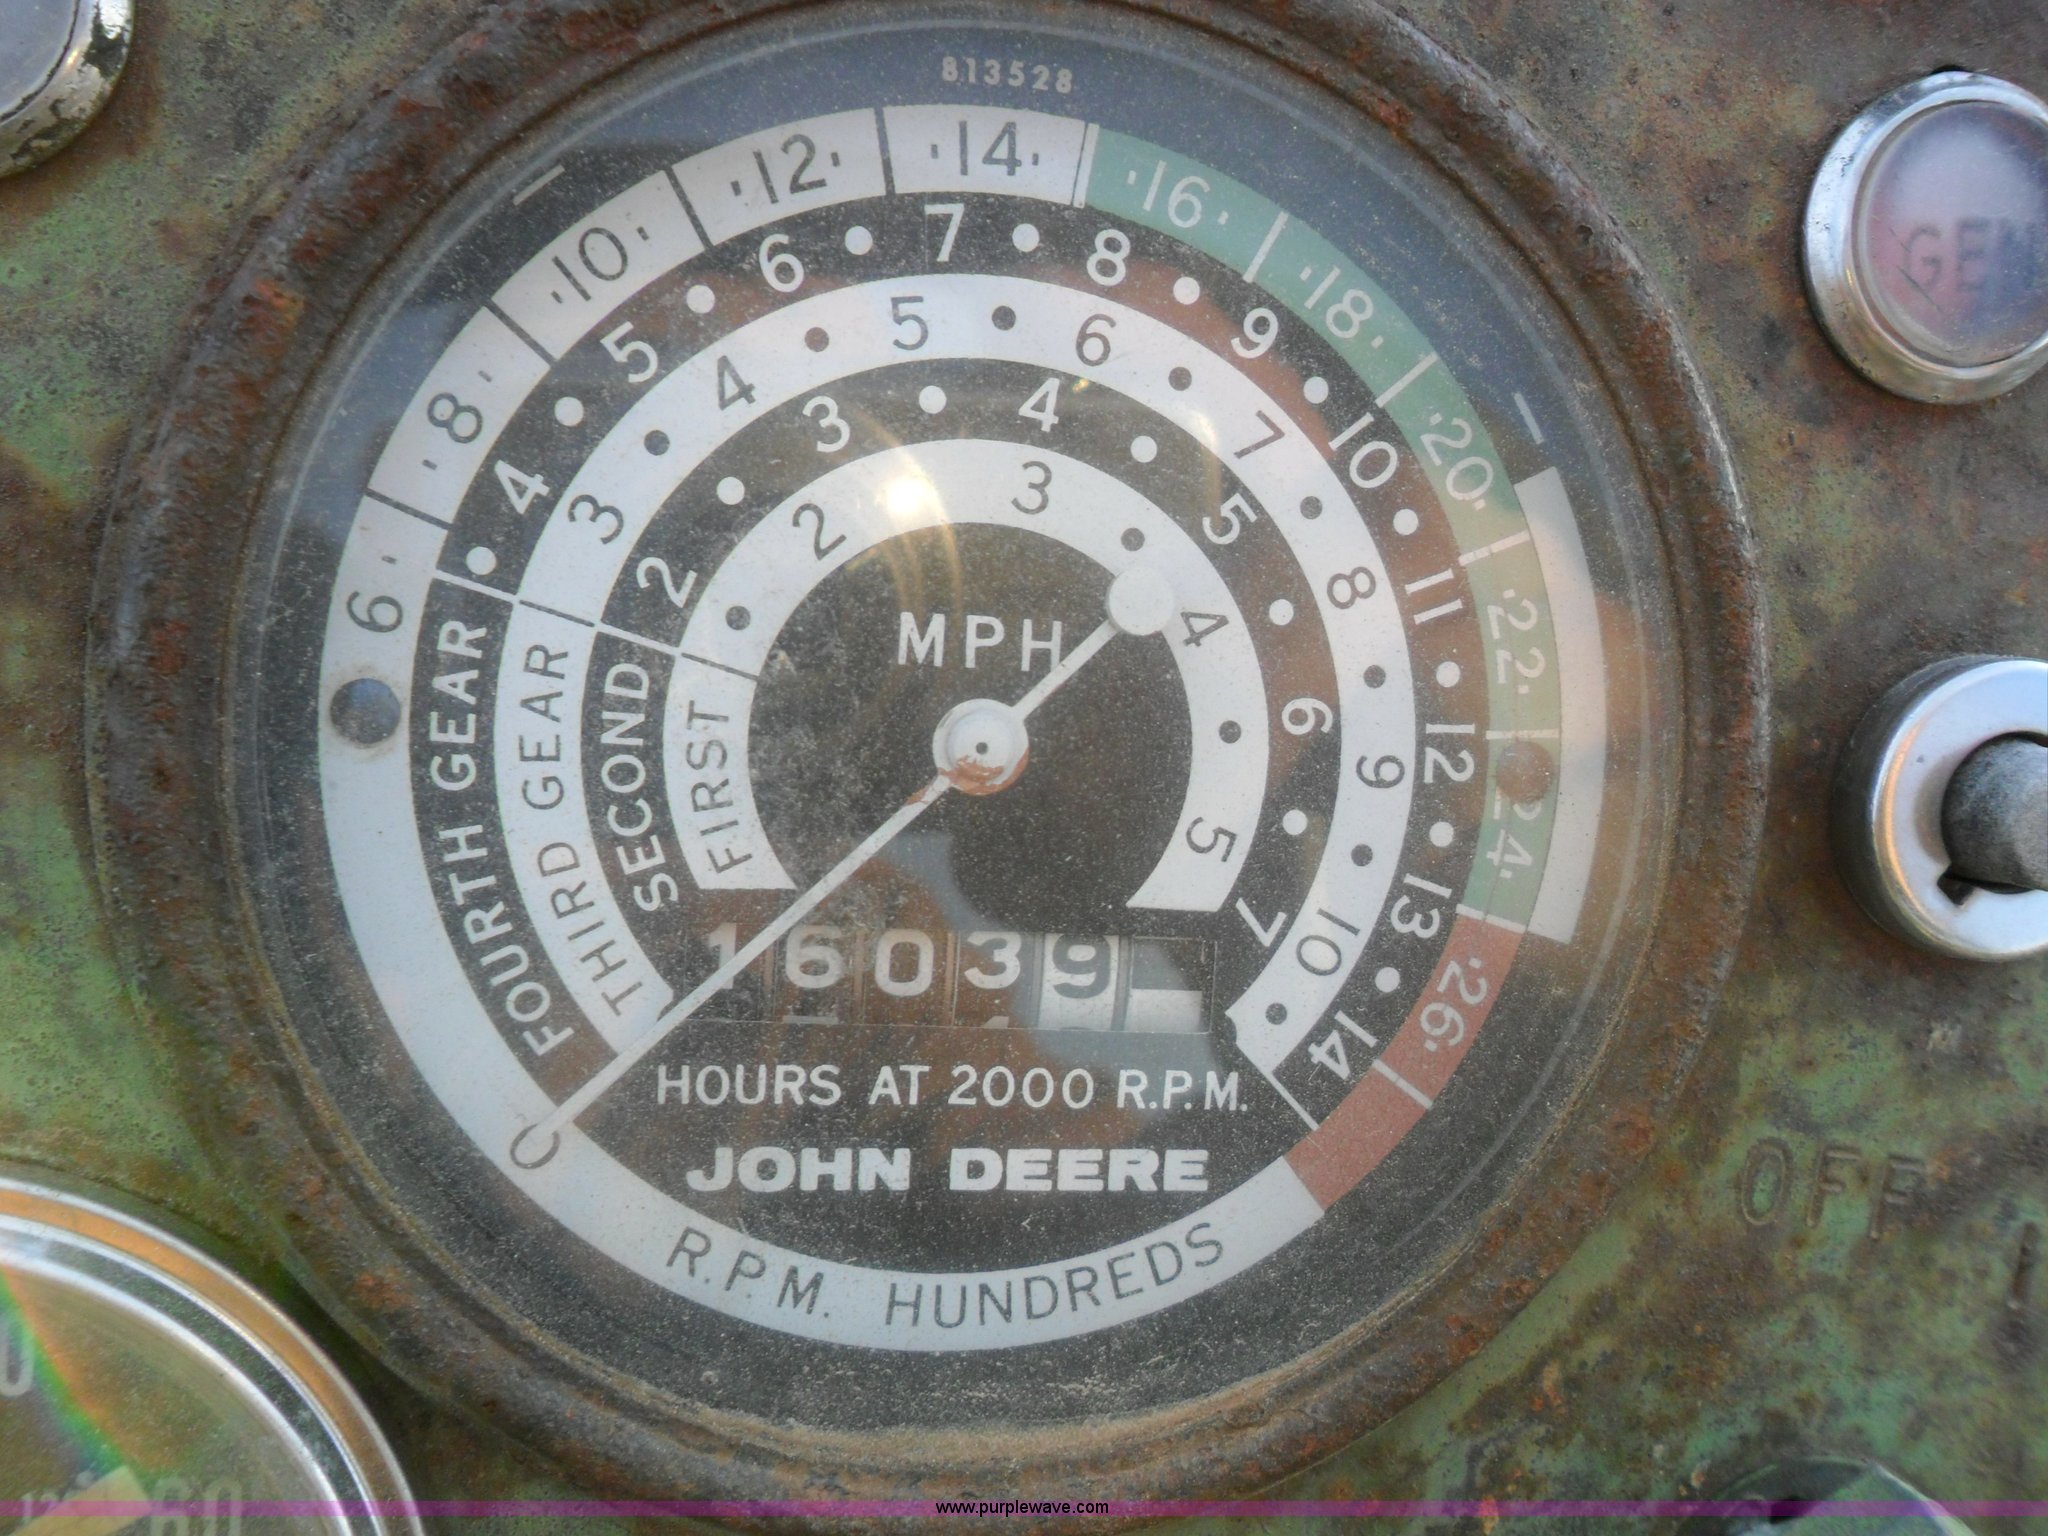 813528
6 8 10 12 14 16 18 20 22 24 26
4 5 6 7 8 9 10 11 12 13 14
3 4 5 6 7 8 9 10
2 3 4 5 6 7
2 3 4 5
GEN
MPH
FOURTH GEAR
THIRD GEAR
SECOND
FIRST
16039
HOURS AT 2000 R.P.M.
JOHN DEERE
0
R.P.M. HUNDREDS
OFF
60
www.purplewave.com